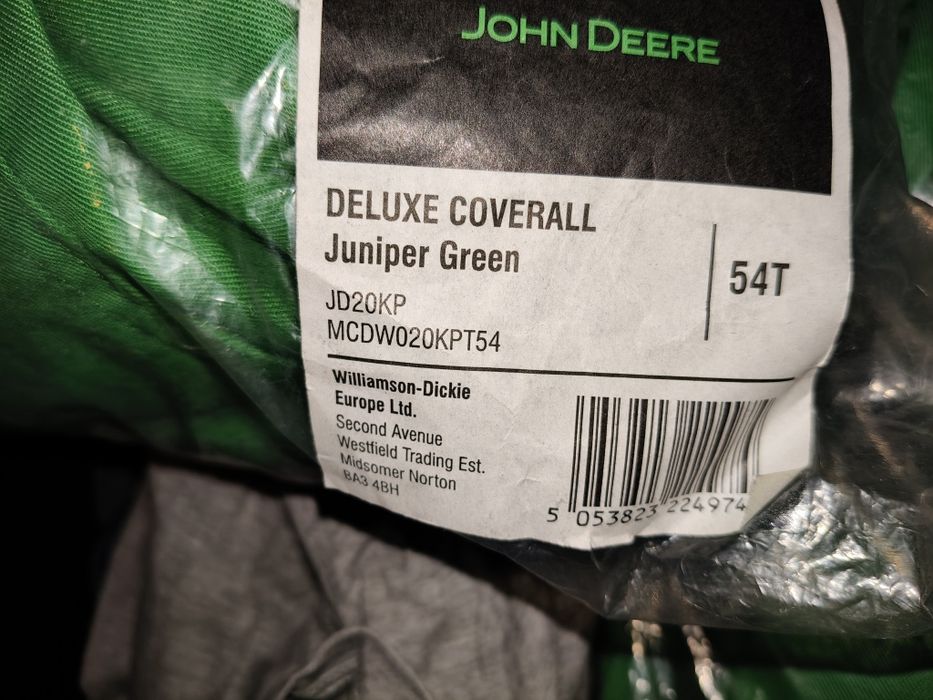 JOHN DEERE
DELUXE COVERALL
Juniper Green
54T
JD20KP
MCDW020KPT54
Williamson-Dickie
Europe Ltd.
Second Avenue
Westfield Trading Est.
Midsomer Norton
BA3 4BH
5 053823 224974